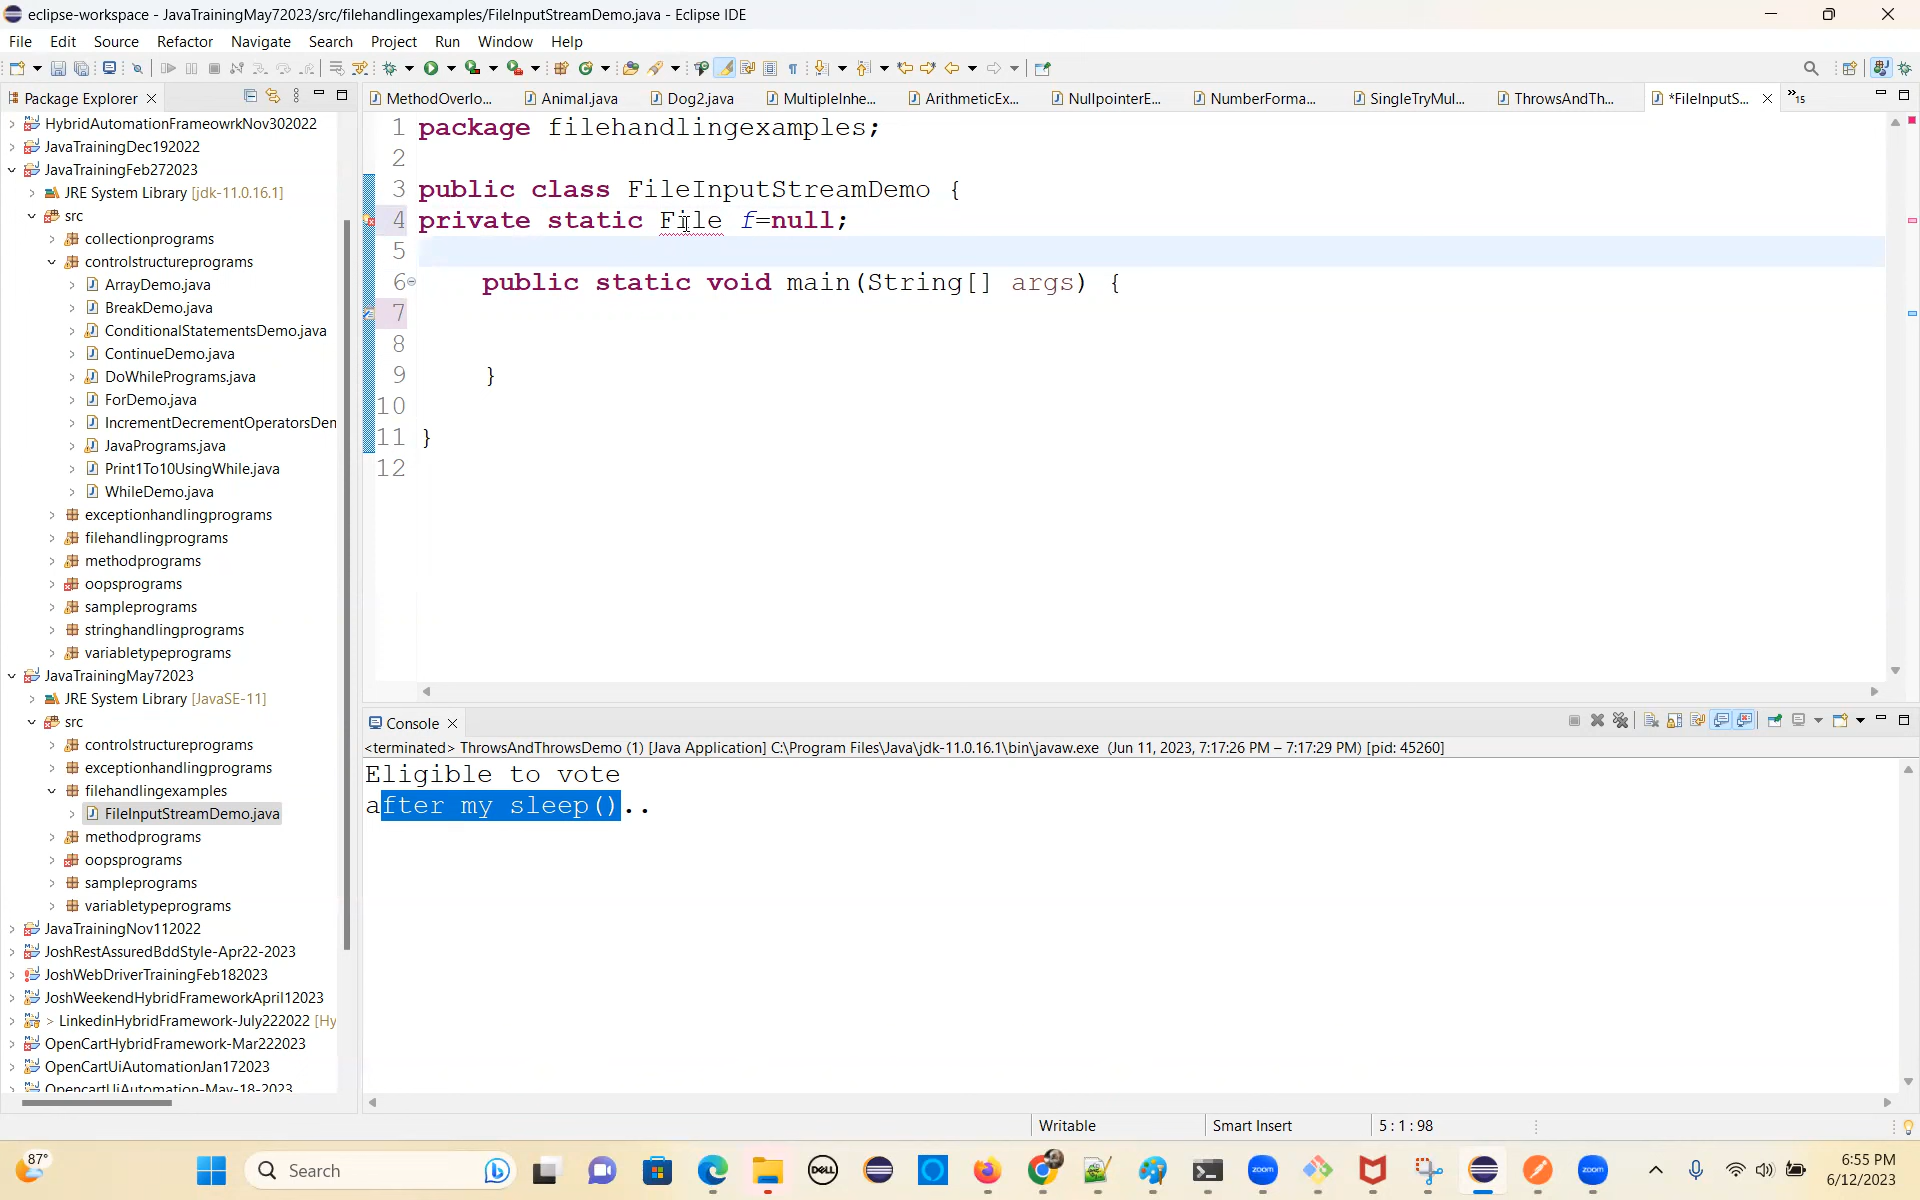 eclipse-workspace - JavaTrainingMay72023/src/filehandlingexamples/FileInputStreamDemo.java - Eclipse IDE
File Edit Source Refactor Navigate Search Project Run Window Help
Package Explorer
MethodOverlo... Animal.java Dog2.java MultipleInhe... ArithmeticEx... NullpointerE... NumberForma... SingleTryMul... ThrowsAndTh... *FileInputS... 15
HybridAutomationFrameowrkNov302022
JavaTrainingDec192022
JavaTrainingFeb272023
JRE System Library [jdk-11.0.16.1]
src
collectionprograms
controlstructureprograms
ArrayDemo.java
BreakDemo.java
ConditionalStatementsDemo.java
ContinueDemo.java
DoWhilePrograms.java
ForDemo.java
IncrementDecrementOperatorsDem
JavaPrograms.java
Print1To10UsingWhile.java
WhileDemo.java
exceptionhandlingprograms
filehandlingprograms
methodprograms
oopsprograms
sampleprograms
stringhandlingprograms
variabletypeprograms
JavaTrainingMay72023
JRE System Library [JavaSE-11]
src
controlstructureprograms
exceptionhandlingprograms
filehandlingexamples
FileInputStreamDemo.java
methodprograms
oopsprograms
sampleprograms
variabletypeprograms
JavaTrainingNov112022
JoshRestAssuredBddStyle-Apr22-2023
JoshWebDriverTrainingFeb182023
JoshWeekendHybridFrameworkApril12023
> LinkedinHybridFramework-July222022 [Hy
OpenCartHybridFramework-Mar222023
OpenCartUiAutomationJan172023
OpencartUiAutomation-May-18-2023
1 package filehandlingexamples;
2
3 public class FileInputStreamDemo {
4 private static File f=null;
5
6 public static void main(String[] args) {
7
8
9 }
10
11 }
12
Console
<terminated> ThrowsAndThrowsDemo (1) [Java Application] C:\Program Files\Java\jdk-11.0.16.1\bin\javaw.exe (Jun 11, 2023, 7:17:26 PM – 7:17:29 PM) [pid: 45260]
Eligible to vote
after my sleep()..
Writable Smart Insert 5 : 1 : 98
87°
Search
DELL
zoom
zoom
6:55 PM
6/12/2023